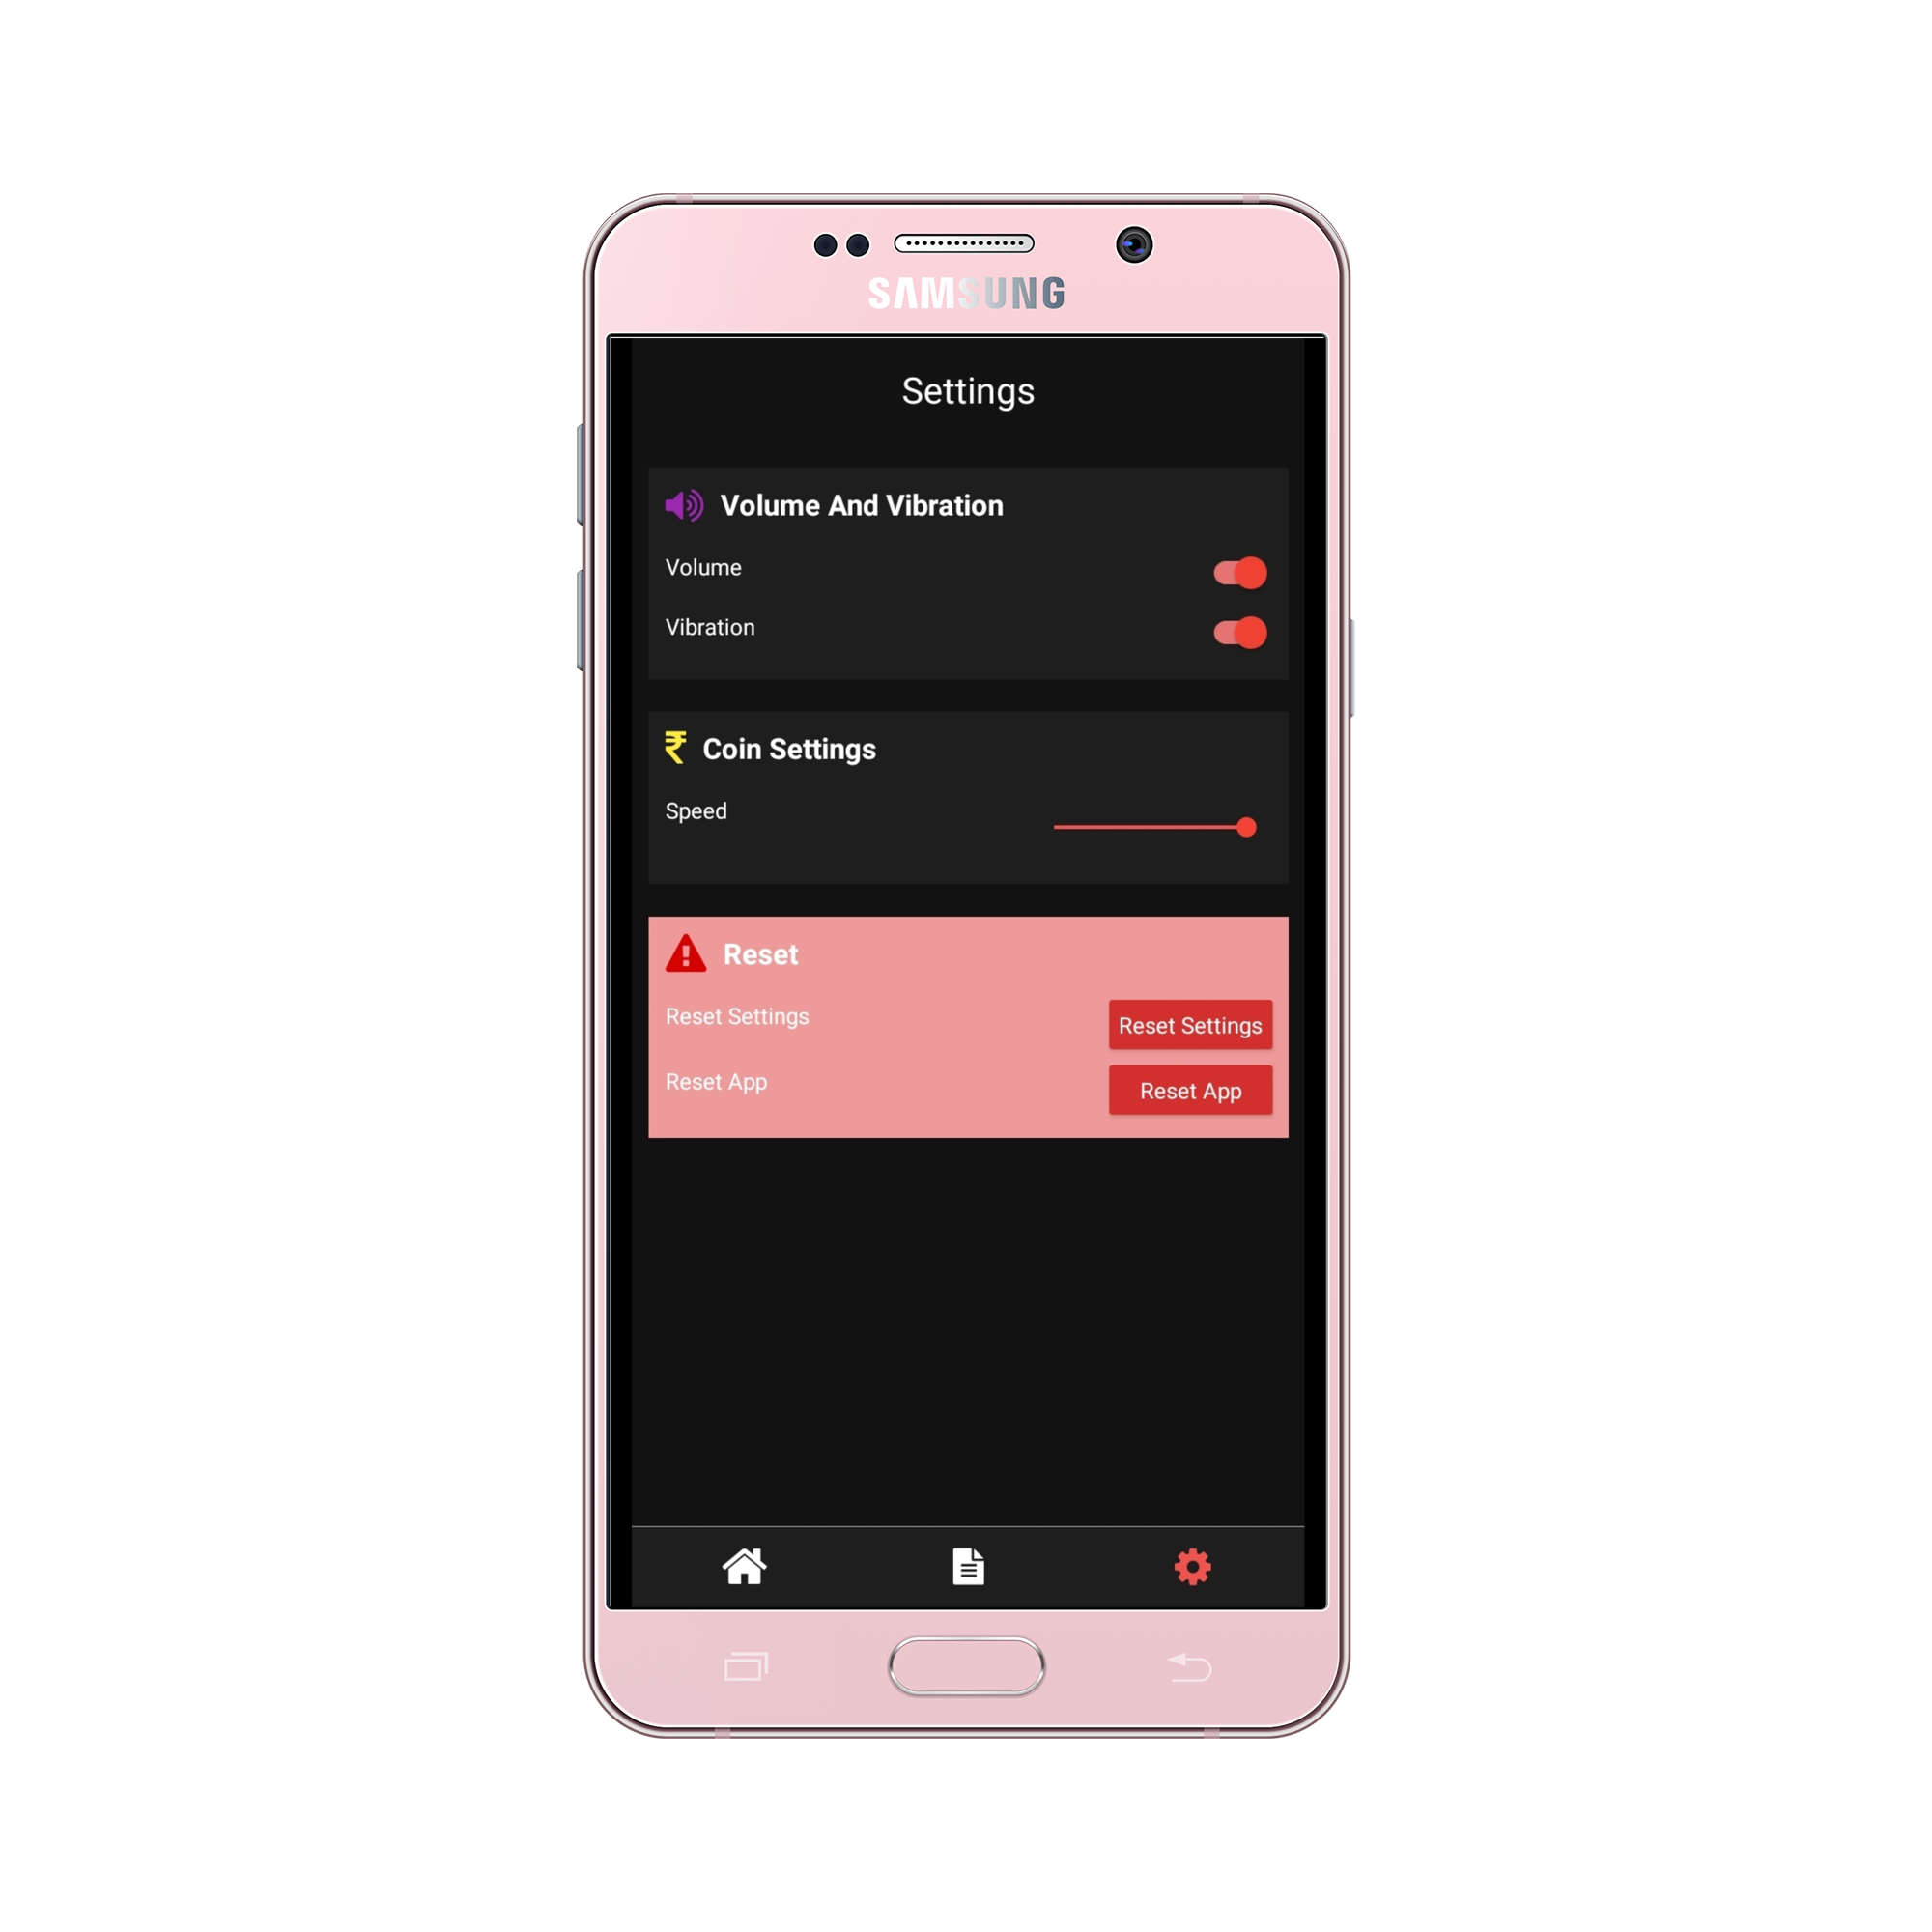 SAMSUNG
Settings
Volume And Vibration
Volume
Vibration
₹ Coin Settings
Speed
Reset
Reset Settings
Reset Settings
Reset App
Reset App